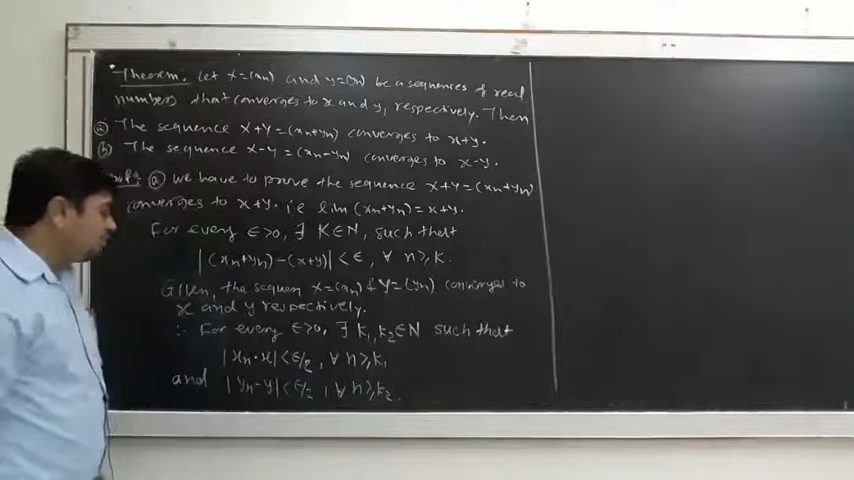 Theorem: Let X=(xn) and y=(yn) be a sequences of real
numbers that converges to x and y, respectively. Then
(a) The sequence X+Y=(xn+yn) converges to x+y.
(b) The sequence X-Y=(xn-yn) converges to x-y.
(a) We have to prove the sequence X+Y=(xn+yn)
converges to x+y. i.e lim(xn+yn)=x+y.
For every ∈>0, ∃ K∈N, such that
|(xn+yn)-(x+y)|<∈, ∀ n≥K.
Given, the sequen X=(xn) & Y=(yn) converges to
x and y respectively.
∴ For every ∈>0, ∃ K₁,K₂∈N such that
|xn-x|<∈/2, ∀ n≥K₁
and |yn-y|<∈/2, ∀ n≥K₂.